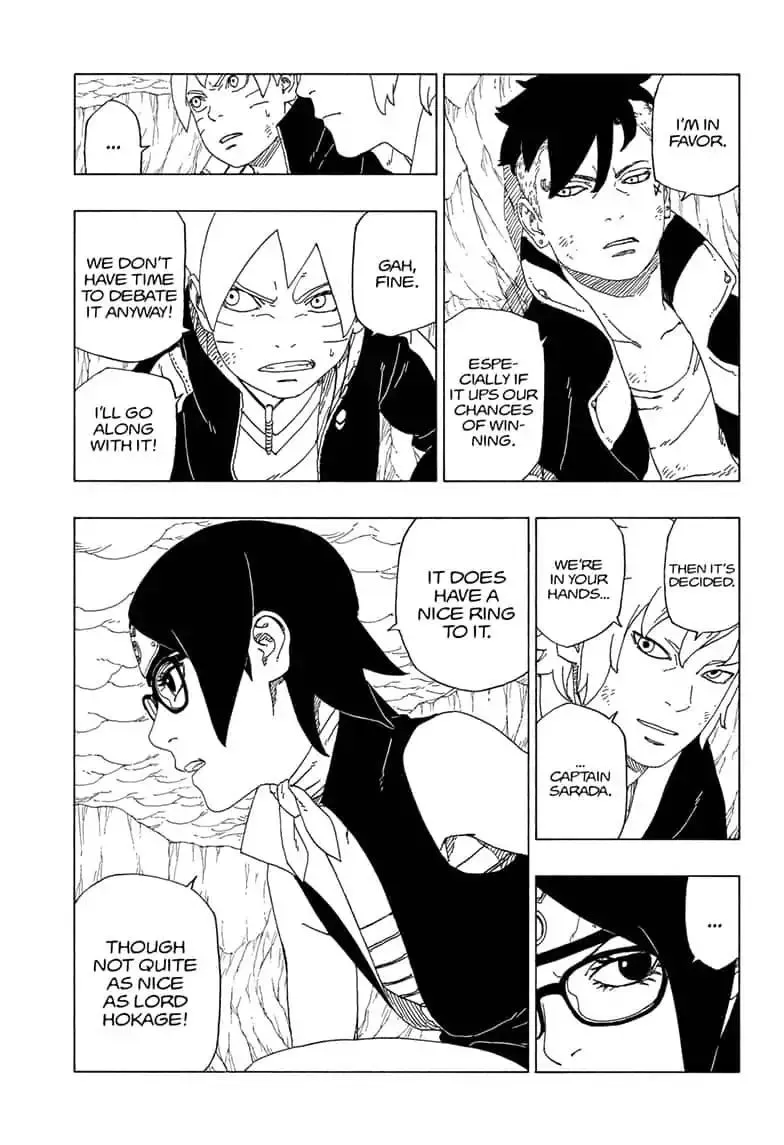 I'M IN
FAVOR.
ESPE-
CIALLY IF
IT UPS OUR
CHANCES
OF WIN-
NING.
...
GAH,
FINE.
WE DON'T
HAVE TIME
TO DEBATE
IT ANYWAY!
I'LL GO
ALONG
WITH IT!
THEN IT'S
DECIDED.
WE'RE
IN YOUR
HANDS...
...
CAPTAIN
SARADA.
...
IT DOES
HAVE A
NICE RING
TO IT.
THOUGH
NOT QUITE
AS NICE
AS LORD
HOKAGE!